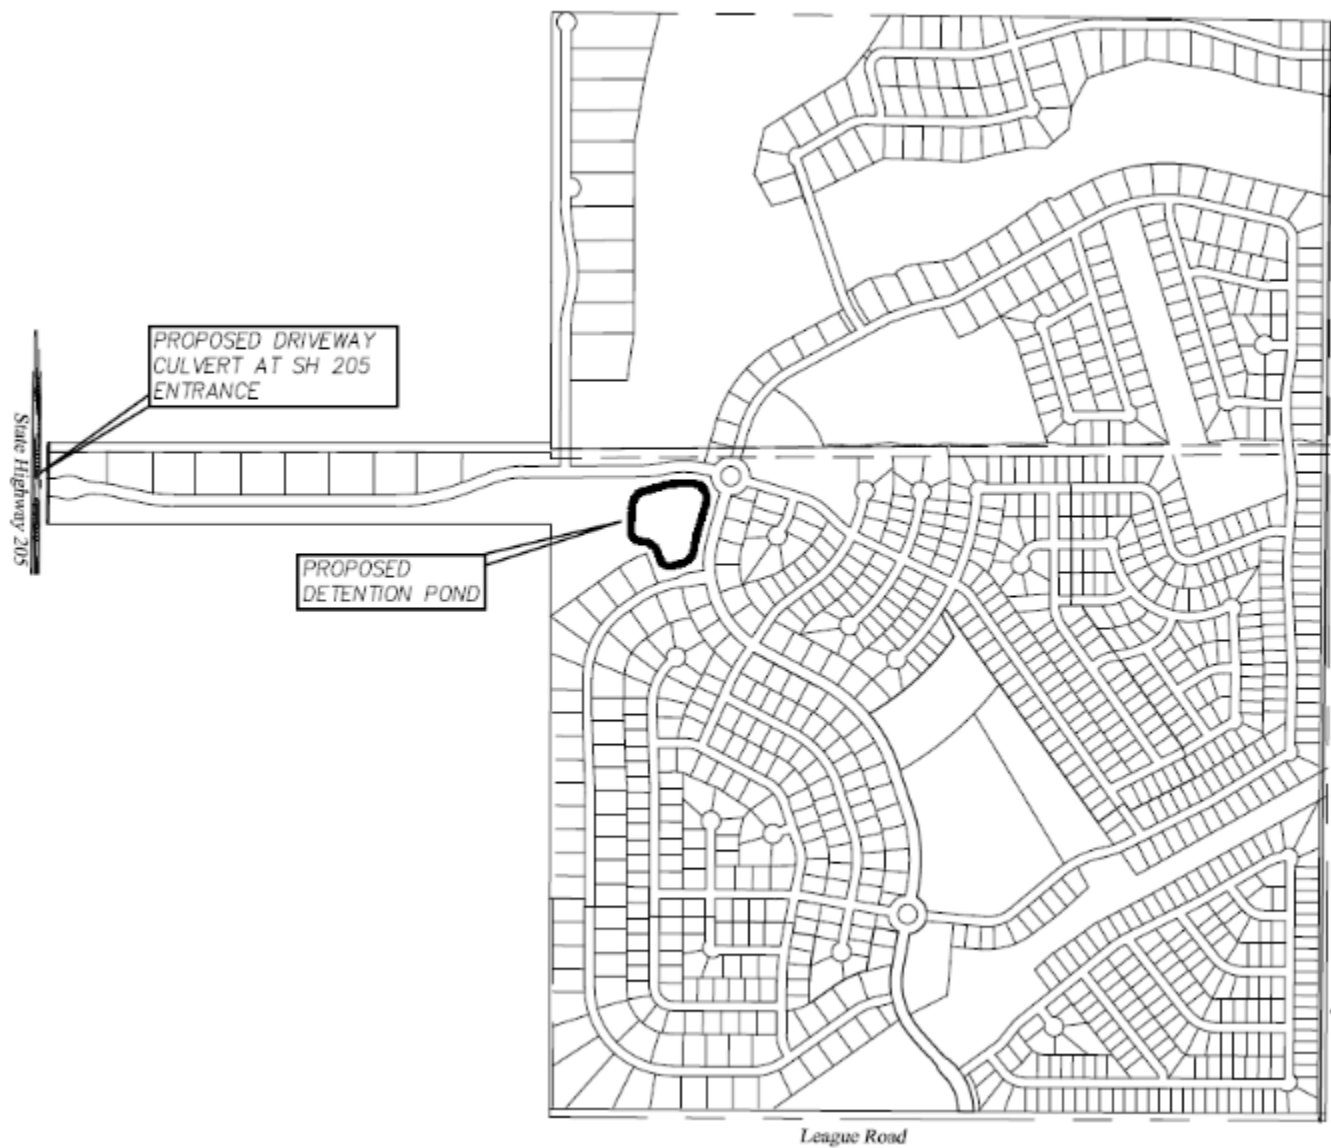 PROPOSED DRIVEWAY
CULVERT AT SH 205
ENTRANCE
State Highway 205
PROPOSED
DETENTION POND
League Road